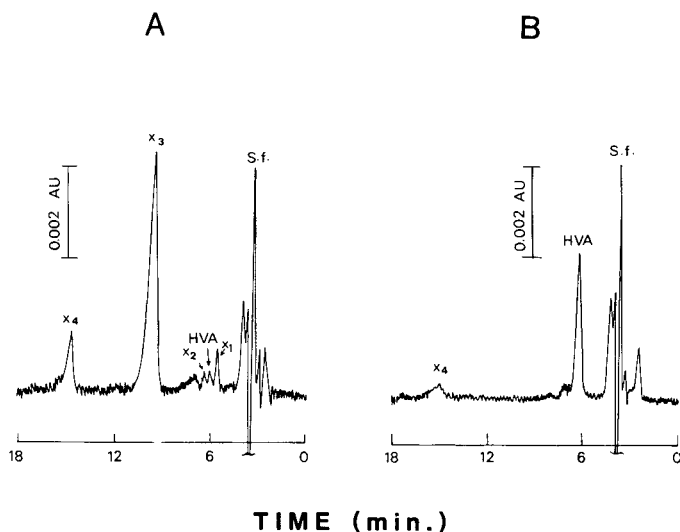 A
x3
0.002 AU
x4
x2
HVA
x1
S.f.
18
12
6
0
B
S.f.
0.002 AU
HVA
x4
18
12
6
0
TIME (min.)